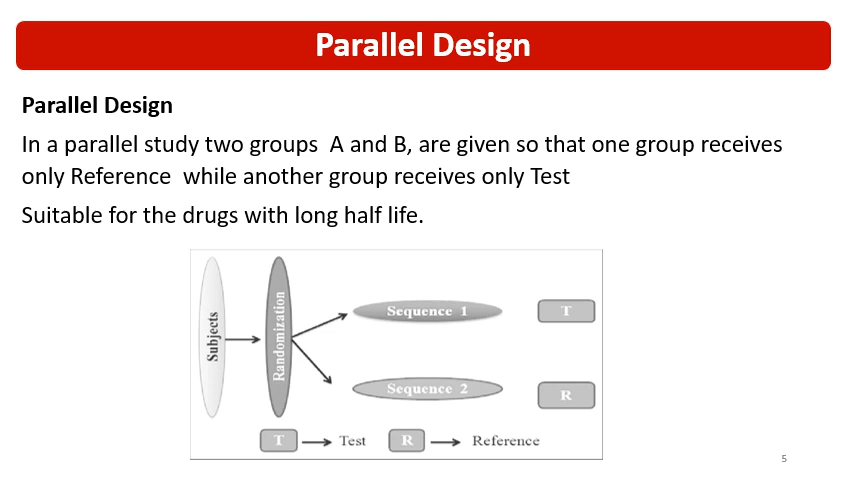 Parallel Design
Parallel Design
In a parallel study two groups  A and B, are given so that one group receives
only Reference  while another group receives only Test
Suitable for the drugs with long half life.
Subjects
Randomization
Sequence 1
T
Sequence 2
R
T Test R Reference
5